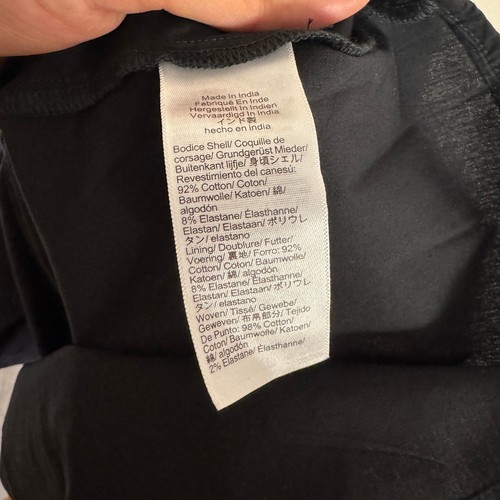 Made In India
Fabriqué En Inde
Hergestellt In Indien
Vervaardigd In India
インド製
hecho en india
Bodice Shell/ Coquille de
corsage/ Grundgerüst Mieder/
Buitenkant lijfje/ 身頃シェル/
Revestimiento del canesú:
92% Cotton/ Coton/
Baumwolle/ Katoen/ 綿/
algodón
8% Elastane/ Élasthanne/
Elastan/ Elastaan/ ポリウレ
タン/ elastano
Lining/ Doublure/ Futter/
Voering/ 裏地/ Forro: 92%
Cotton/ Coton/ Baumwolle/
Katoen/ 綿/ algodón
8% Elastane/ Élasthanne/
Elastan/ Elastaan/ ポリウレ
タン/ elastano
Woven/ Tissé/ Gewebe/
Geweven/ 布帛部分/ Tejido
De Punto: 98% Cotton/
Coton/ Baumwolle/ Katoen/
綿/ algodón
2% Elastane/ Élasthanne/